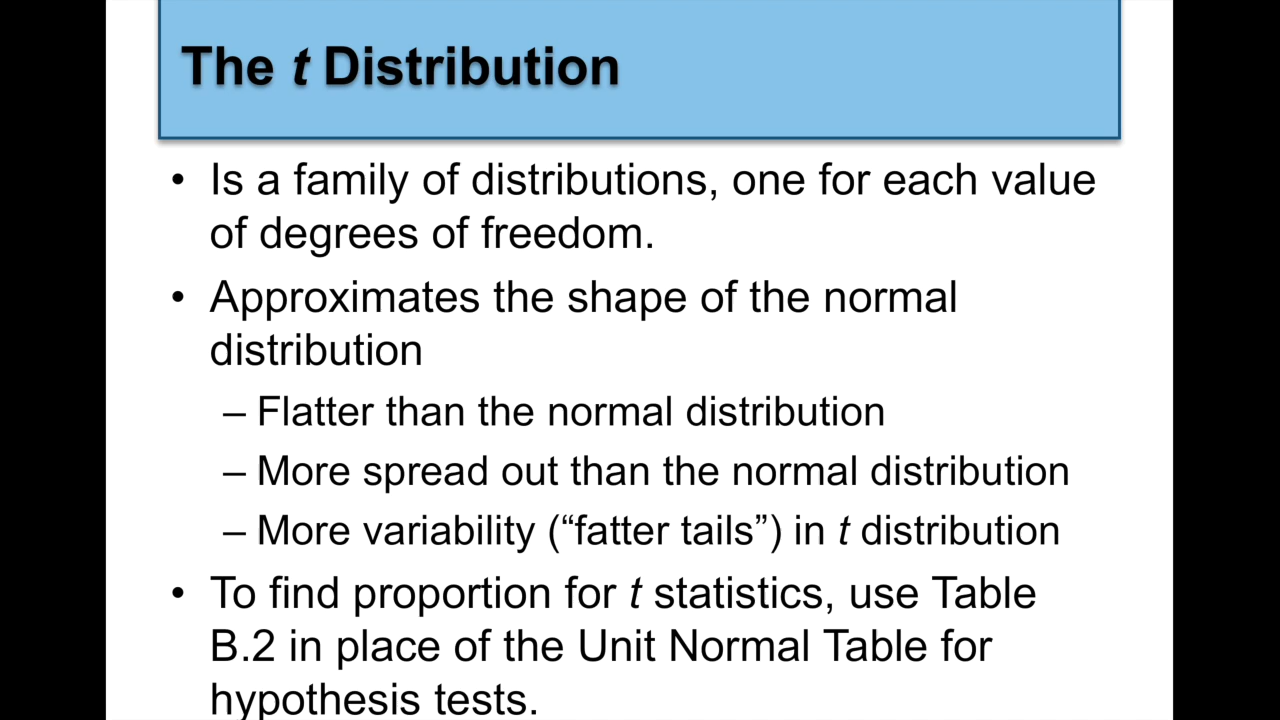 The t Distribution
• Is a family of distributions, one for each value
of degrees of freedom.
• Approximates the shape of the normal
distribution
– Flatter than the normal distribution
– More spread out than the normal distribution
– More variability (“fatter tails”) in t distribution
• To find proportion for t statistics, use Table
B.2 in place of the Unit Normal Table for
hypothesis tests.